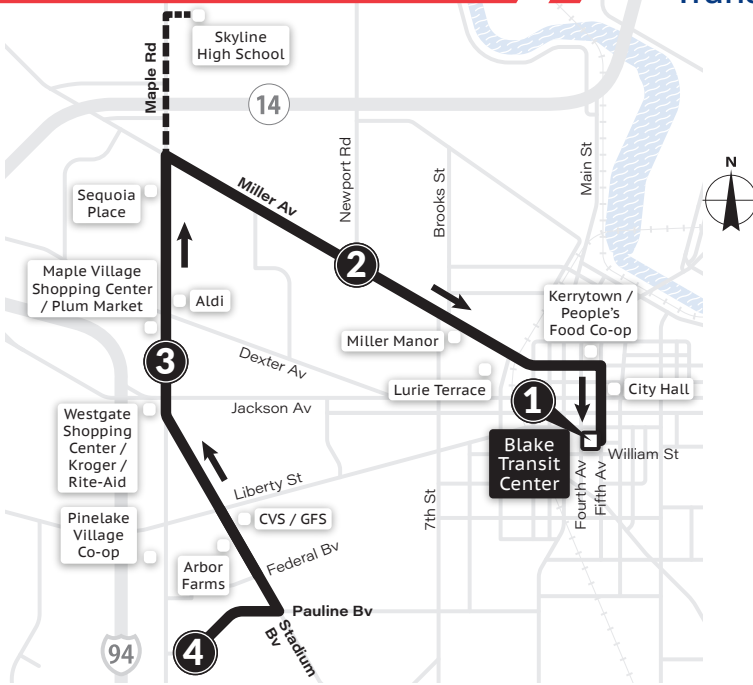 Skyline
High School
Maple Rd
14
N
Newport Rd
Brooks St
Main St
Sequoia
Place
Miller Av
2
Maple Village
Shopping Center
/ Plum Market
Aldi
Kerrytown /
People's
Food Co-op
Miller Manor
3
Dexter Av
Lurie Terrace
City Hall
1
Jackson Av
Westgate
Shopping
Center /
Kroger /
Rite-Aid
Blake
Transit
Center
William St
Fourth Av
Fifth Av
7th St
Liberty St
CVS / GFS
Pinelake
Village
Co-op
Arbor
Farms
Federal Bv
Pauline Bv
Stadium
Bv
4
94